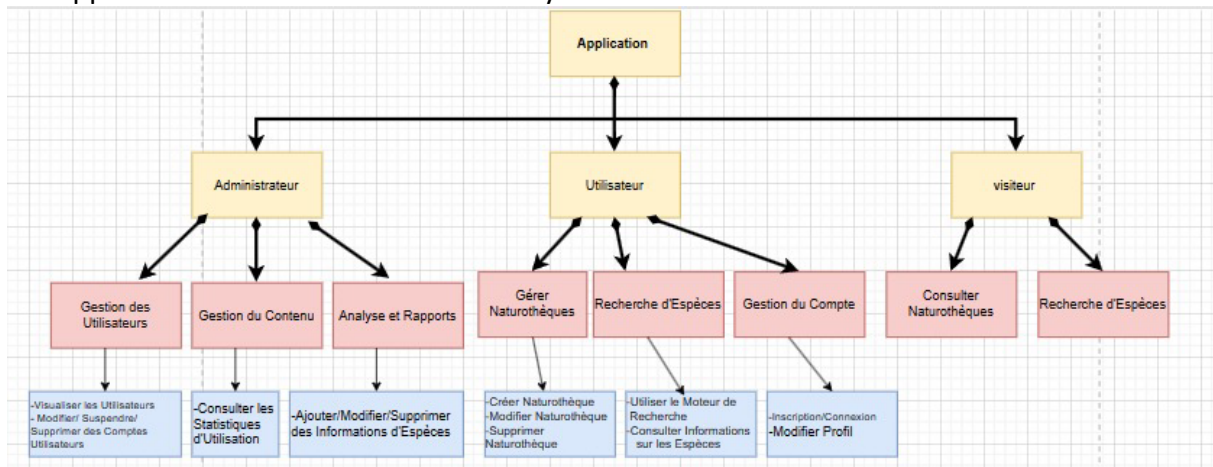 Application
Administrateur
Utilisateur
visiteur
Gestion des
Utilisateurs
Gestion du Contenu
Analyse et Rapports
Gérer
Naturothèques
Recherche d'Espèces
Gestion du Compte
Consulter
Naturothèques
Recherche d'Espèces
-Visualiser les Utilisateurs
- Modifier/ Suspendre/
Supprimer des Comptes
Utilisateurs
-Consulter les
Statistiques
d'Utilisation
-Ajouter/Modifier/Supprimer
des Informations d'Espèces
-Créer Naturothèque
-Modifier Naturothèque
-Supprimer
Naturothèque
-Utiliser le Moteur de
Recherche
-Consulter Informations
sur les Espèces
-Inscription/Connexion
-Modifier Profil